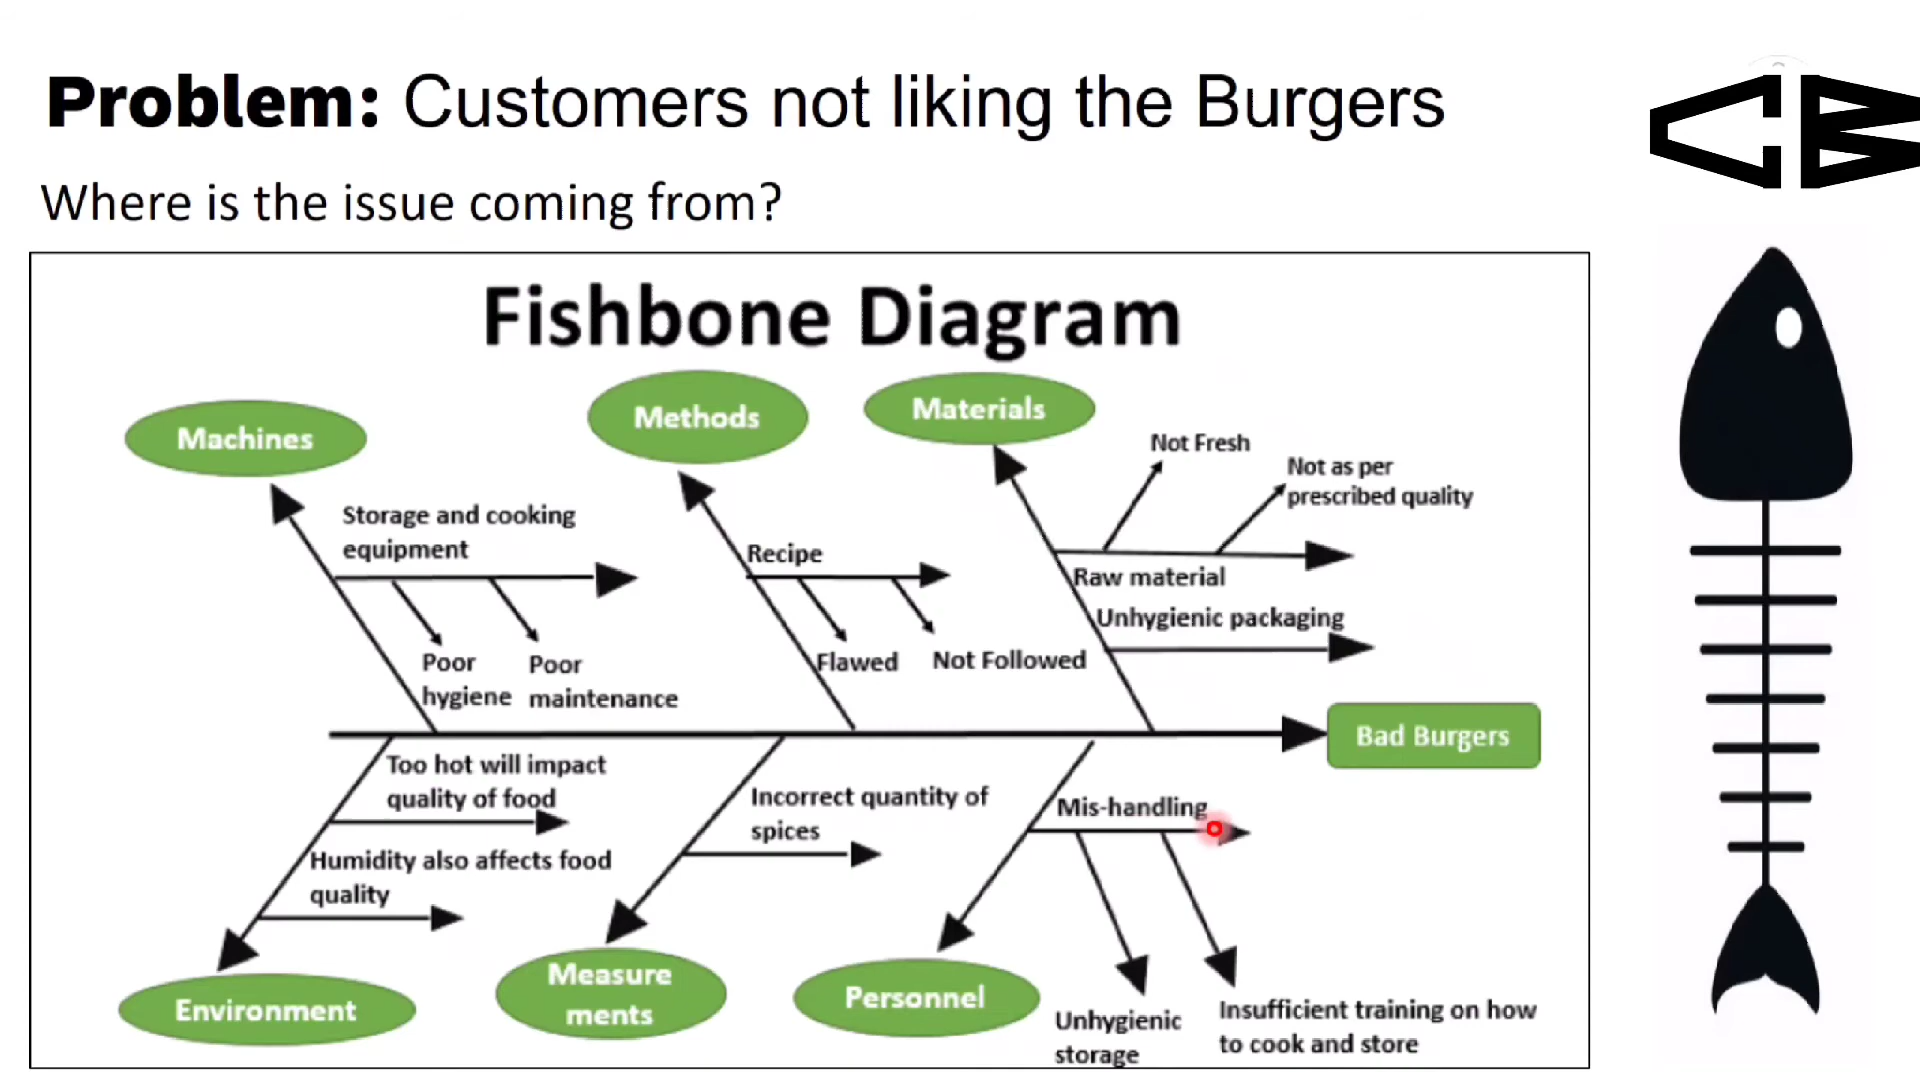 Problem: Customers not liking the Burgers
Where is the issue coming from?
Fishbone Diagram
Machines
Methods
Materials
Storage and cooking
equipment
Poor
hygiene
Poor
maintenance
Recipe
Flawed
Not Followed
Not Fresh
Not as per
prescribed quality
Raw material
Unhygienic packaging
Bad Burgers
Too hot will impact
quality of food
Humidity also affects food
quality
Environment
Incorrect quantity of
spices
Measure
ments
Mis-handling
Personnel
Unhygienic
storage
Insufficient training on how
to cook and store